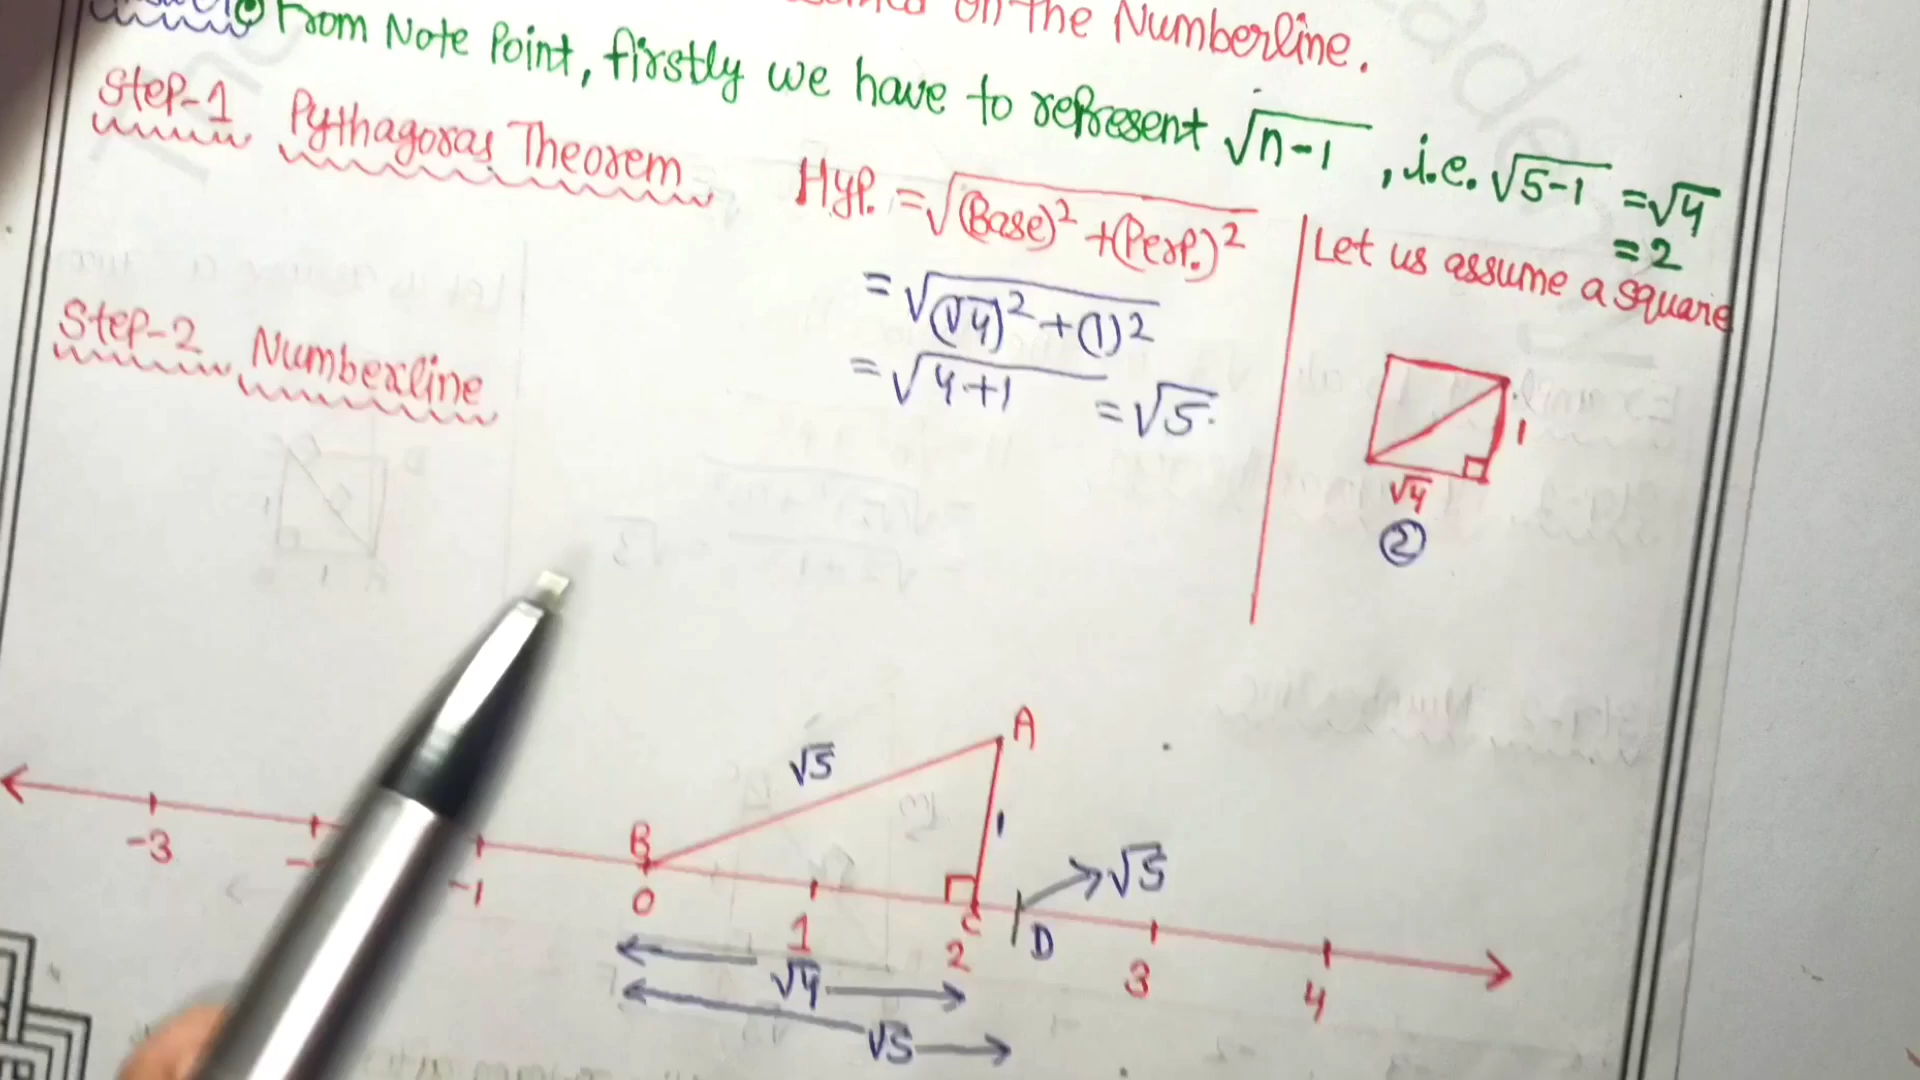 on the Numberline.
From Note Point, firstly we have to represent √n-1, i.e. √5-1 = √4
= 2
Step-1 Pythagoras Theorem
Hyp. = √(Base)² + (Perp.)²
= √(√4)² + (1)²
= √4+1 = √5.
Let us assume a square
1
√4
2
Step-2 Numberline
A
√5
1
B
C
D
√5
-3
-1
0
1
2
3
4
√4
√5